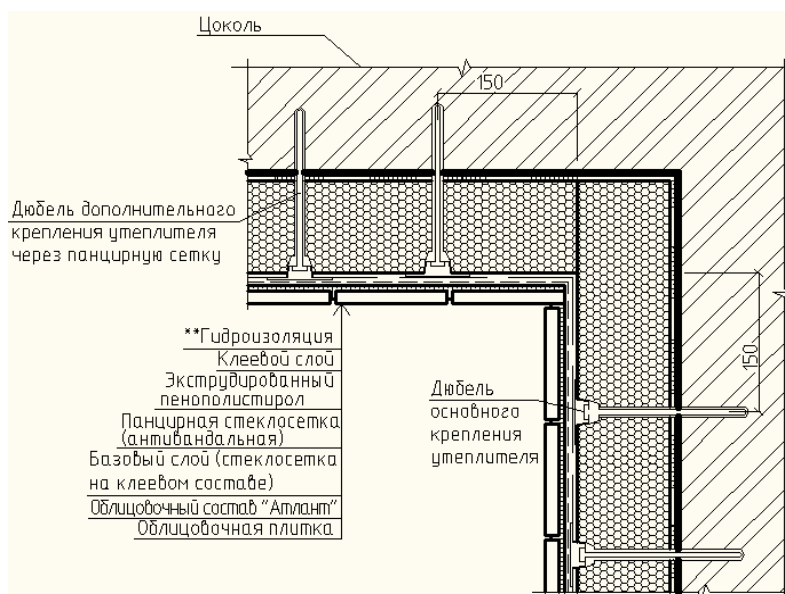 Цоколь
150
Дюбель дополнительного
крепления утеплителя
через панцирную сетку
**Гидроизоляция
Клеевой слой
Экструдированный
пенополистирол
Панцирная стеклосетка
(антивандальная)
Базовый слой (стеклосетка
на клеевом составе)
Облицовочный состав "Атлант"
Облицовочная плитка
Дюбель
основного
крепления
утеплителя
150